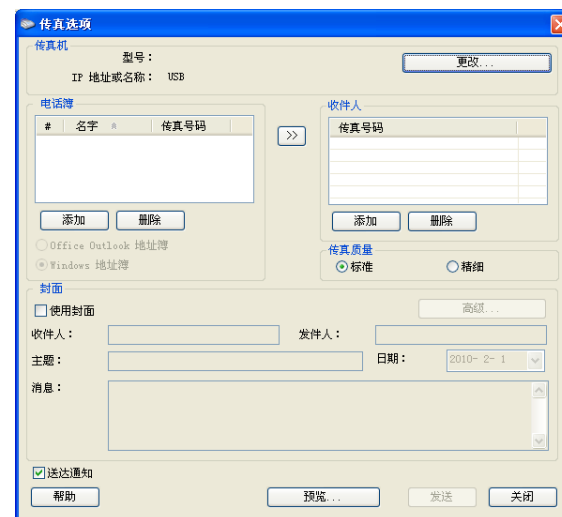 传真选项
传真机
型号：
更改...
IP 地址或名称： USB
电话簿
# 名字 传真号码
>>
收件人
传真号码
添加 删除
添加 删除
Office Outlook 地址簿
Windows 地址簿
传真质量
标准 精细
封面
使用封面
高级...
收件人： 发件人：
主题： 日期： 2010- 2- 1
消息：
送达通知
帮助 预览... 发送 关闭